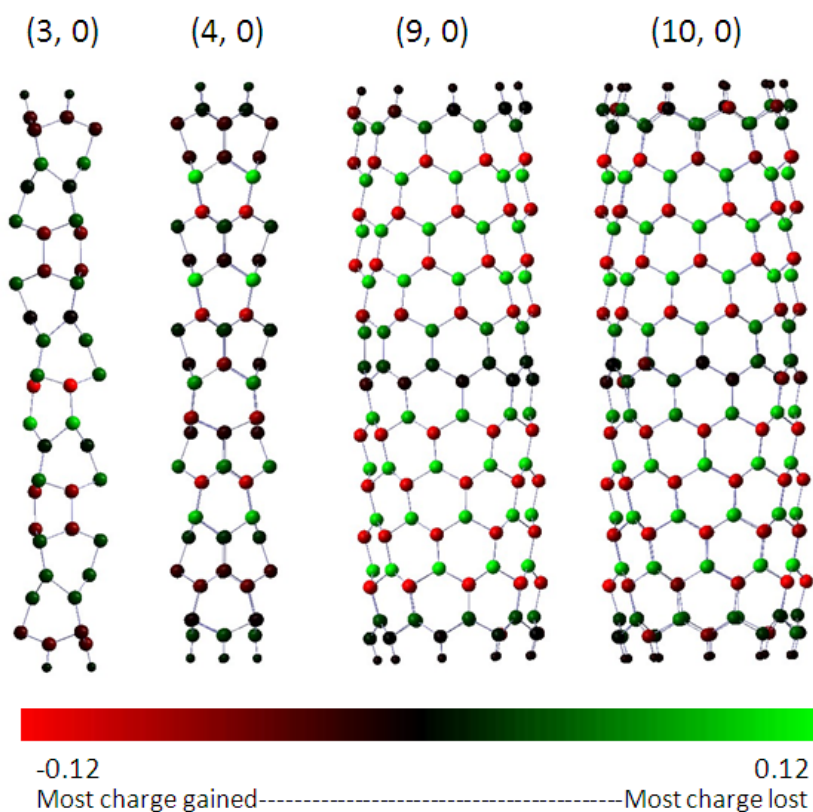 (3, 0) (4, 0) (9, 0) (10, 0)
-0.12 0.12
Most charge gained---------------------------------------Most charge lost